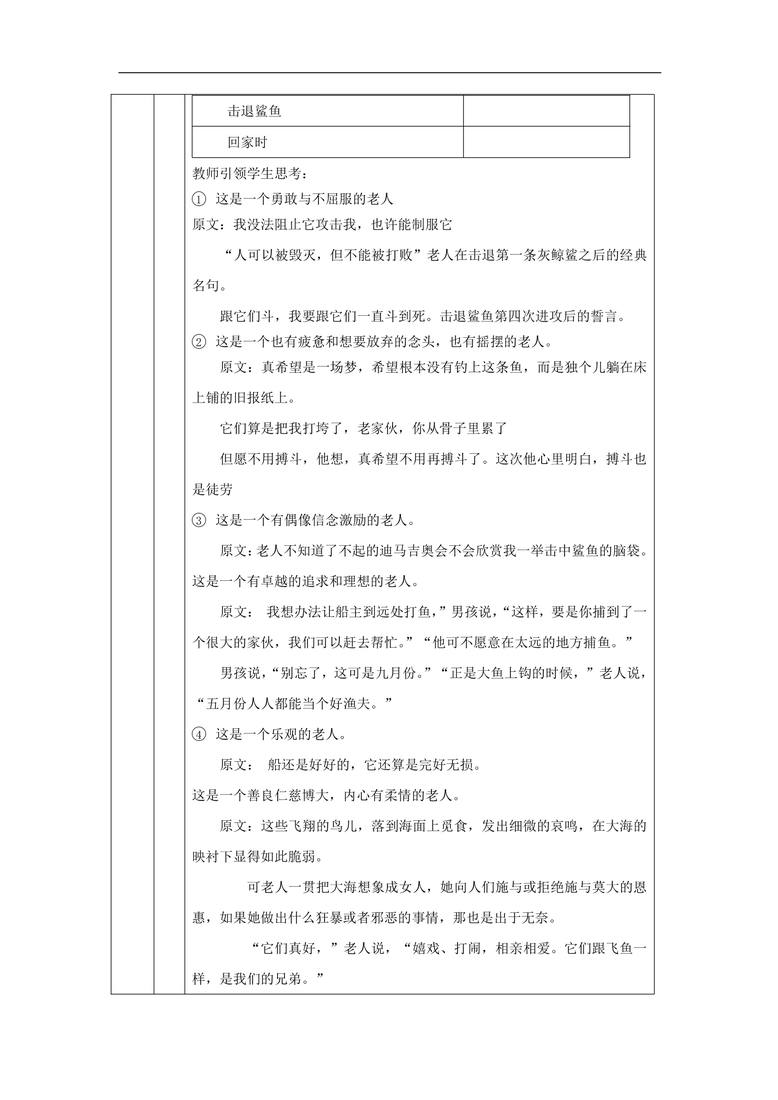 击退鲨鱼
回家时
教师引领学生思考：
① 这是一个勇敢与不屈服的老人
原文：我没法阻止它攻击我，也许能制服它
“人可以被毁灭，但不能被打败”老人在击退第一条灰鲸鲨之后的经典
名句。
跟它们斗，我要跟它们一直斗到死。击退鲨鱼第四次进攻后的誓言。
② 这是一个也有疲惫和想要放弃的念头，也有摇摆的老人。
原文：真希望是一场梦，希望根本没有钓上这条鱼，而是独个儿躺在床
上铺的旧报纸上。
它们算是把我打垮了，老家伙，你从骨子里累了
但愿不用搏斗，他想，真希望不用再搏斗了。这次他心里明白，搏斗也
是徒劳
③ 这是一个有偶像信念激励的老人。
原文：老人不知道了不起的迪马吉奥会不会欣赏我一举击中鲨鱼的脑袋。
这是一个有卓越的追求和理想的老人。
原文： 我想办法让船主到远处打鱼，”男孩说，“这样，要是你捕到了一
个很大的家伙，我们可以赶去帮忙。”“他可不愿意在太远的地方捕鱼。”
男孩说，“别忘了，这可是九月份。”“正是大鱼上钩的时候，”老人说，
“五月份人人都能当个好渔夫。”
④ 这是一个乐观的老人。
原文： 船还是好好的，它还算是完好无损。
这是一个善良仁慈博大，内心有柔情的老人。
原文：这些飞翔的鸟儿，落到海面上觅食，发出细微的哀鸣，在大海的
映衬下显得如此脆弱。
可老人一贯把大海想象成女人，她向人们施与或拒绝施与莫大的恩
惠，如果她做出什么狂暴或者邪恶的事情，那也是出于无奈。
“它们真好，”老人说，“嬉戏、打闹，相亲相爱。它们跟飞鱼一
样，是我们的兄弟。”